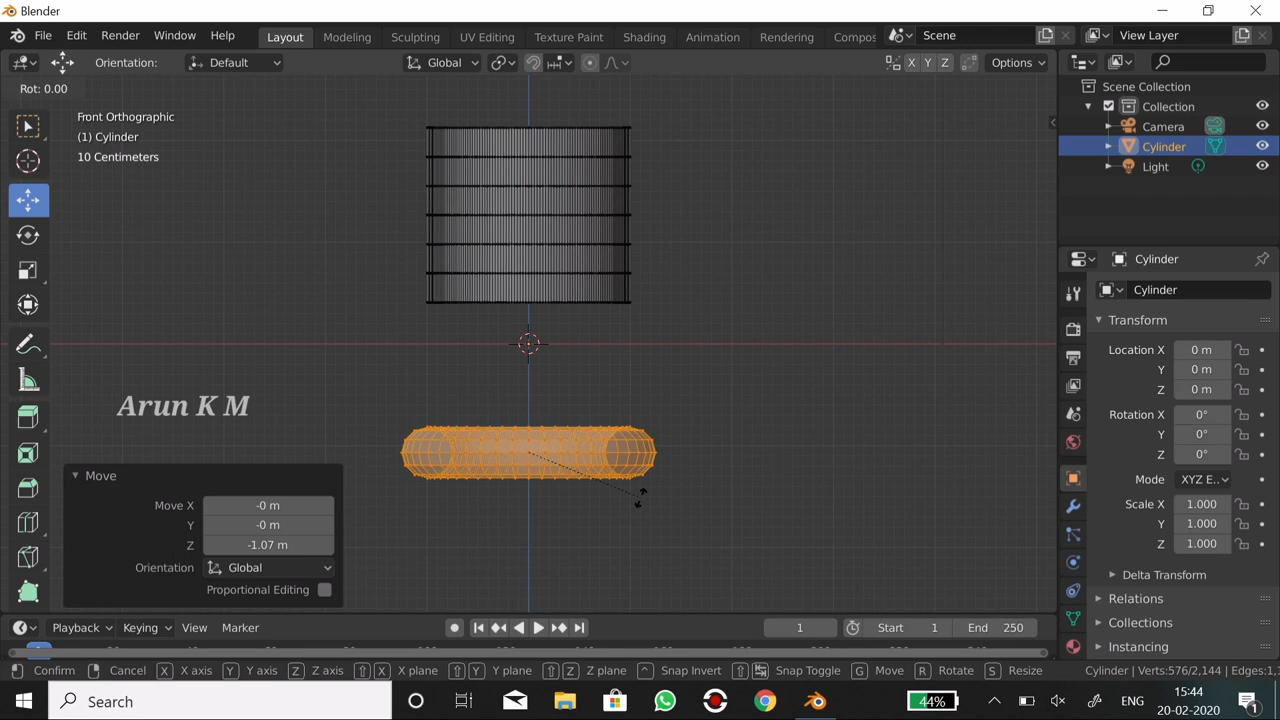 Blender
File Edit Render Window Help Layout Modeling Sculpting UV Editing Texture Paint Shading Animation Rendering Compos Scene View Layer
Orientation: Default Global X Y Z Options
Rot: 0.00
Front Orthographic
(1) Cylinder
10 Centimeters
Scene Collection
Collection
Camera
Cylinder
Light
Cylinder
Cylinder
Transform
Location X 0 m
Y 0 m
Z 0 m
Rotation X 0°
Y 0°
Z 0°
Mode XYZ E..
Scale X 1.000
Y 1.000
Z 1.000
Delta Transform
Relations
Collections
Instancing
Arun K M
Move
Move X -0 m
Y -0 m
Z -1.07 m
Orientation Global
Proportional Editing
Playback Keying View Marker 1 Start 1 End 250
Confirm Cancel X X axis Y Y axis Z Z axis X X plane Y Y plane Z Z plane Snap Invert Snap Toggle G Move R Rotate S Resize Cylinder | Verts:576/2,144 | Edges:1,
Search 44% ENG 15:44
20-02-2020